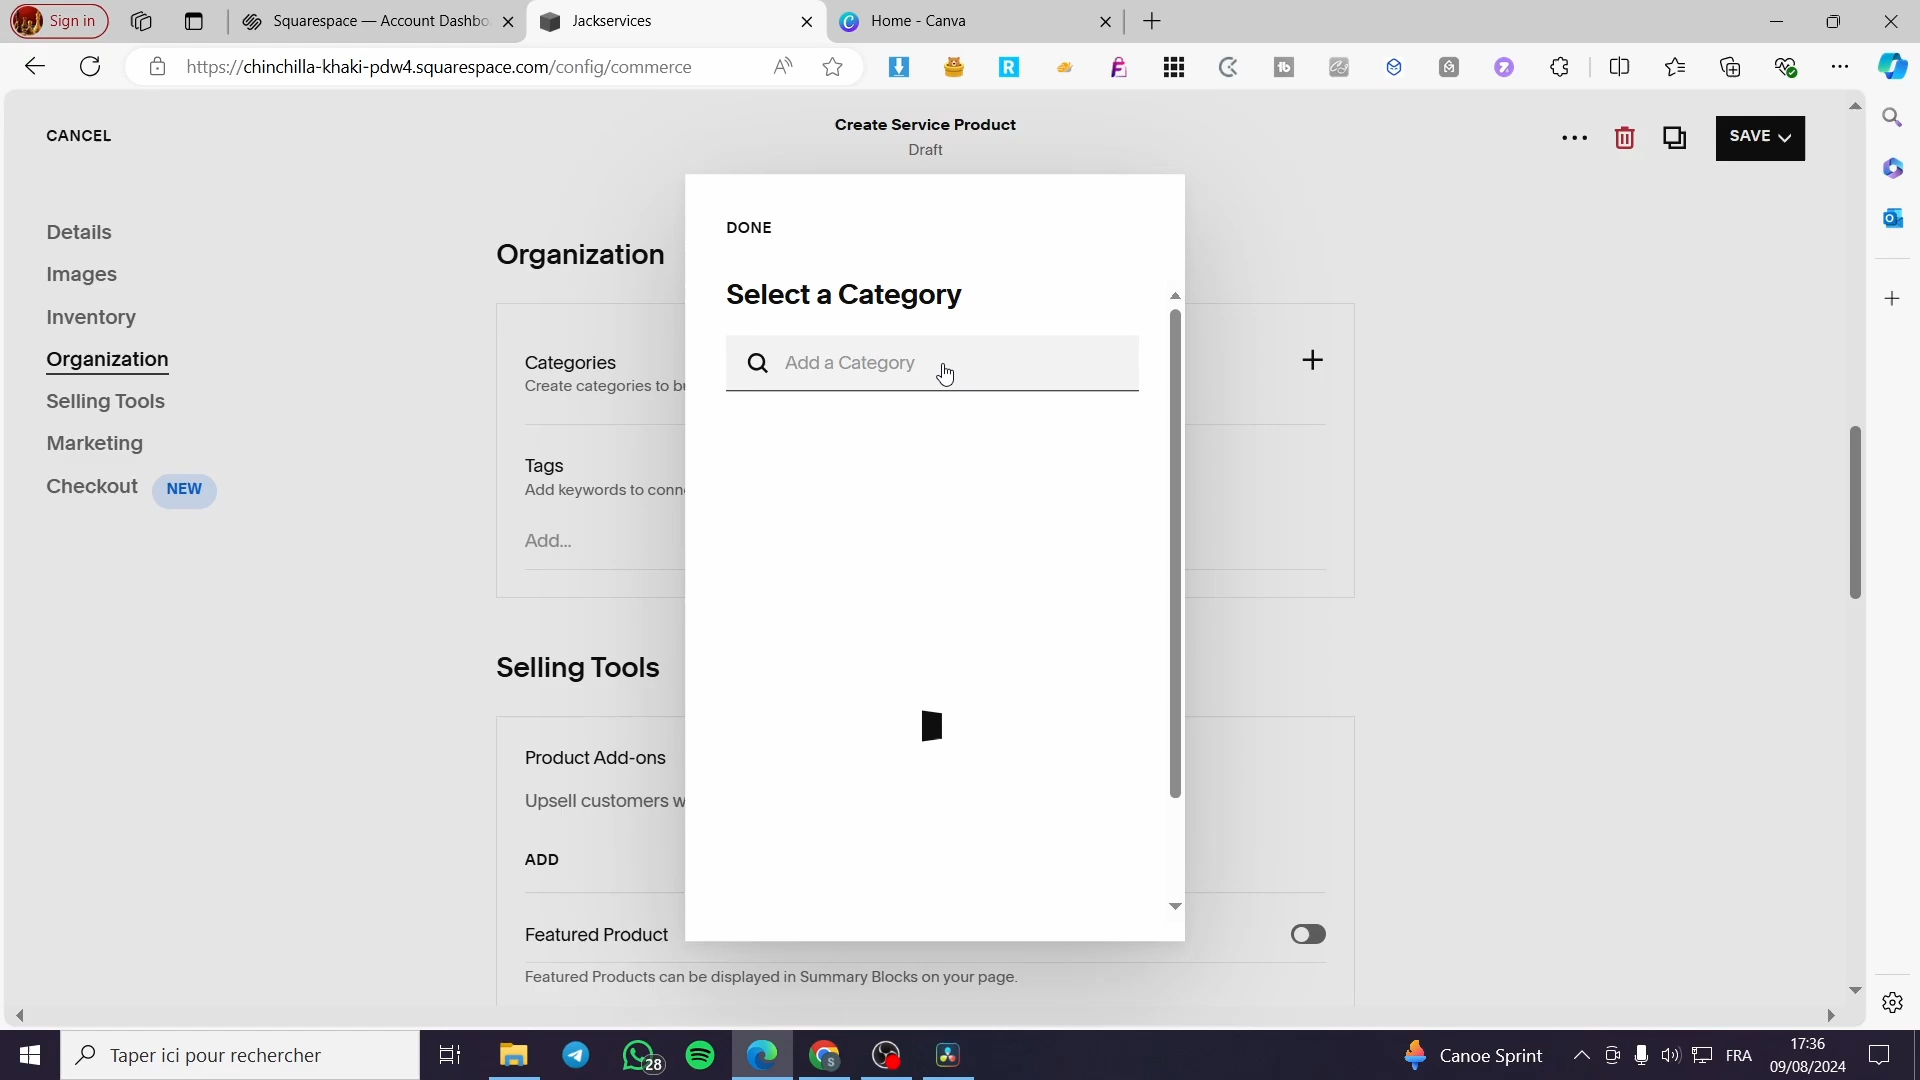 Sign in
Squarespace — Account Dashbo
Jackservices
Home - Canva
https://chinchilla-khaki-pdw4.squarespace.com/config/commerce
CANCEL
Create Service Product
Draft
SAVE
Details
Images
Inventory
Organization
Selling Tools
Marketing
Checkout NEW
Organization
Categories
Create categories to bu
Tags
Add keywords to conn
Add...
DONE
Select a Category
Add a Category
Selling Tools
Product Add-ons
Upsell customers w
ADD
Featured Product
Featured Products can be displayed in Summary Blocks on your page.
Taper ici pour rechercher
28
Canoe Sprint
FRA
17:36
09/08/2024